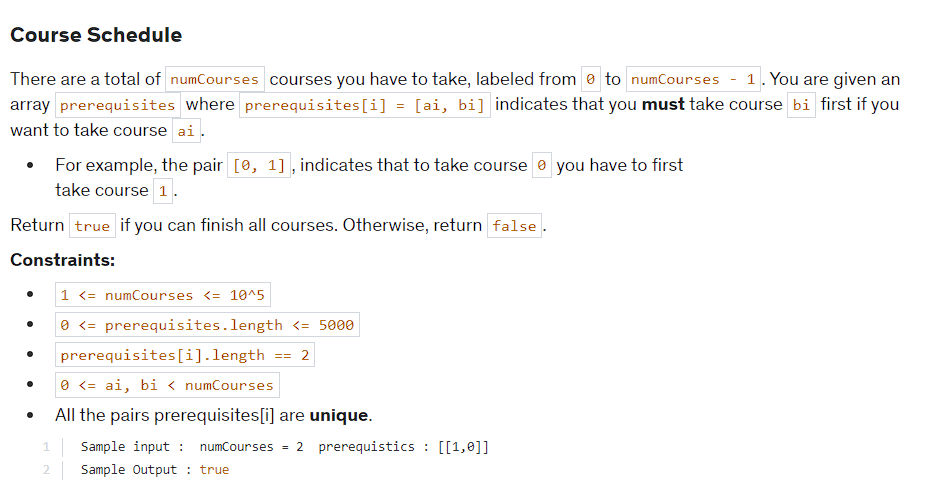 Course Schedule
There are a total of numCourses courses you have to take, labeled from 0 to numCourses - 1. You are given an
array prerequisites where prerequisites[i] = [ai, bi] indicates that you must take course bi first if you
want to take course ai.
• For example, the pair [0, 1], indicates that to take course 0 you have to first
take course 1.
Return true if you can finish all courses. Otherwise, return false.
Constraints:
• 1 <= numCourses <= 10^5
• 0 <= prerequisites.length <= 5000
• prerequisites[i].length == 2
• 0 <= ai, bi < numCourses
• All the pairs prerequisites[i] are unique.
1 Sample input : numCourses = 2 prerequistics : [[1,0]]
2 Sample Output : true